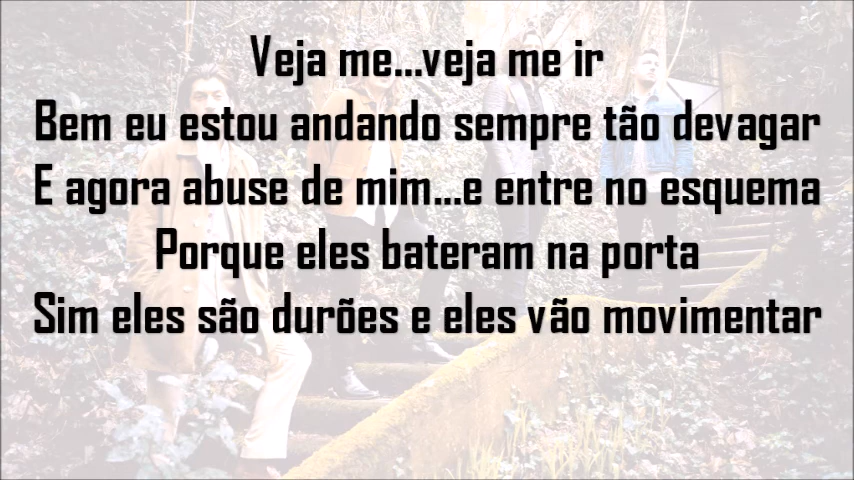 Veja me...veja me ir
Bem eu estou andando sempre tão devagar
E agora abuse de mim...e entre no esquema
Porque eles bateram na porta
Sim eles são durões e eles vão movimentar